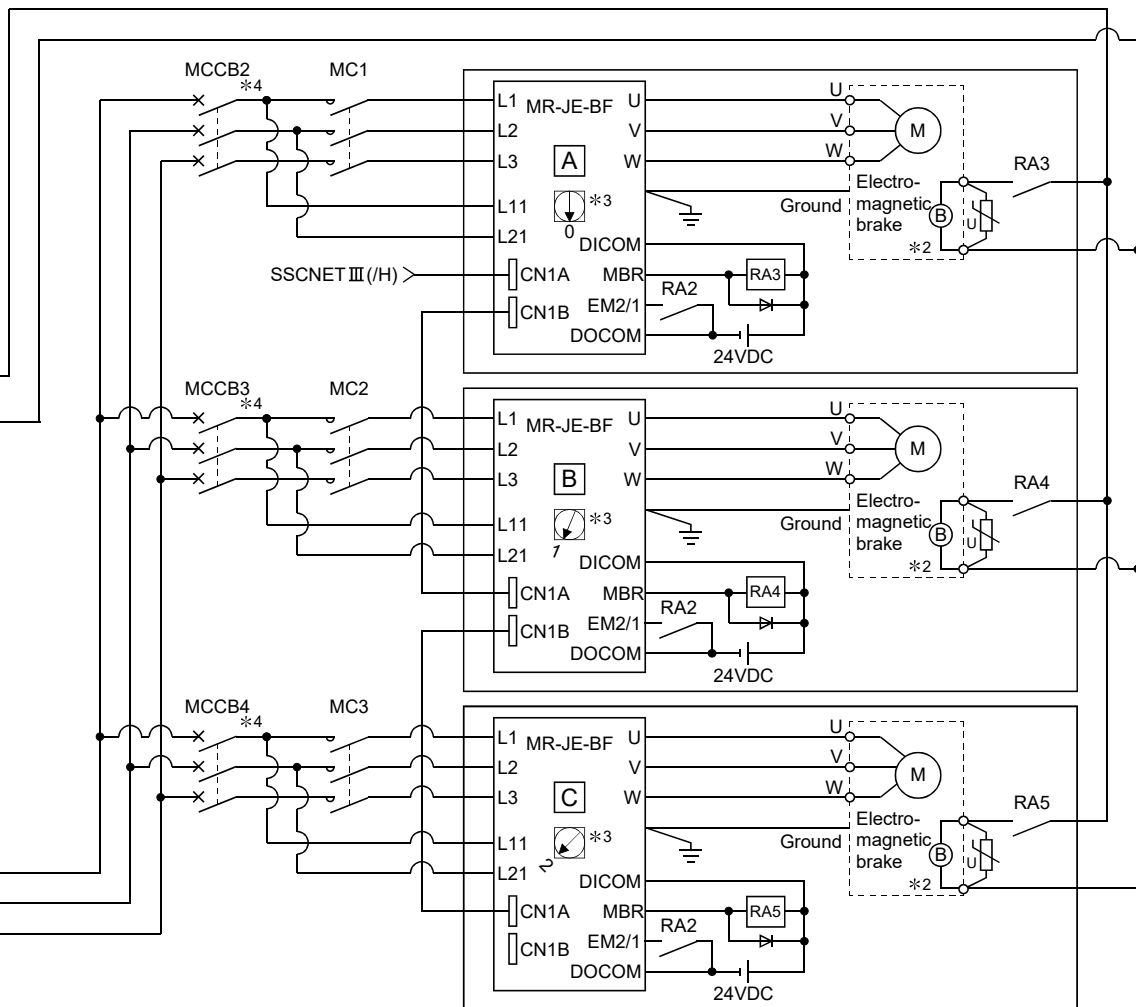 MCCB2
*4
MC1
L1 MR-JE-BF U
L2 V
L3 W
A
L11
*3
0
L21
DICOM
SSCNETⅢ(/H)
CN1A
MBR
CN1B
EM2/1
DOCOM
RA2
RA3
24VDC
Ground
U
V
W
M
Electro-
magnetic
brake
*2
B
U
RA3
MCCB3
*4
MC2
L1 MR-JE-BF U
L2 V
L3 W
B
L11
*3
1
L21
DICOM
CN1A
MBR
CN1B
EM2/1
DOCOM
RA2
RA4
24VDC
Ground
U
V
W
M
Electro-
magnetic
brake
*2
B
U
RA4
MCCB4
*4
MC3
L1 MR-JE-BF U
L2 V
L3 W
C
L11
*3
2
L21
DICOM
CN1A
MBR
CN1B
EM2/1
DOCOM
RA2
RA5
24VDC
Ground
U
V
W
M
Electro-
magnetic
brake
*2
B
U
RA5